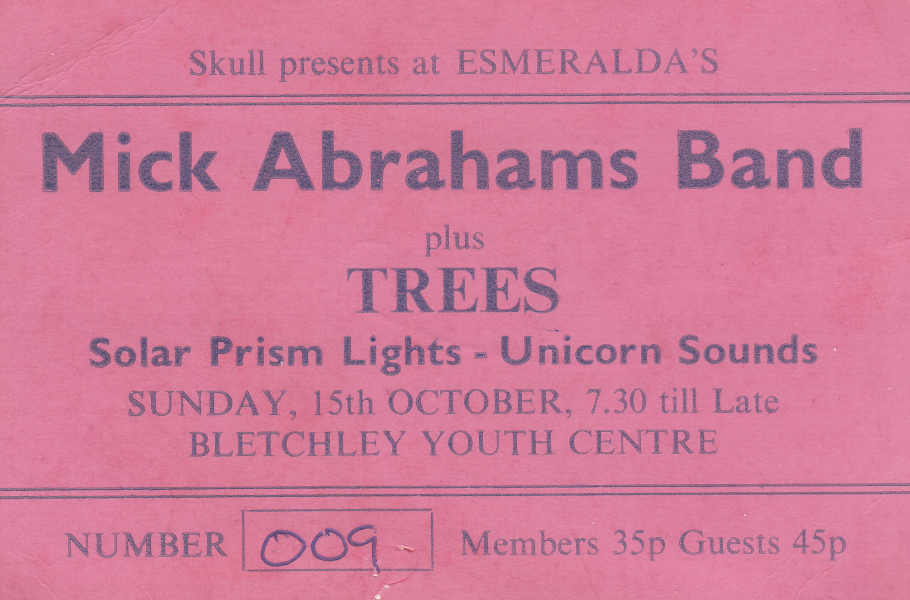 Skull presents at ESMERALDA'S
Mick Abrahams Band
plus
TREES
Solar Prism Lights - Unicorn Sounds
SUNDAY, 15th OCTOBER, 7.30 till Late
BLETCHLEY YOUTH CENTRE
NUMBER 009 Members 35p Guests 45p